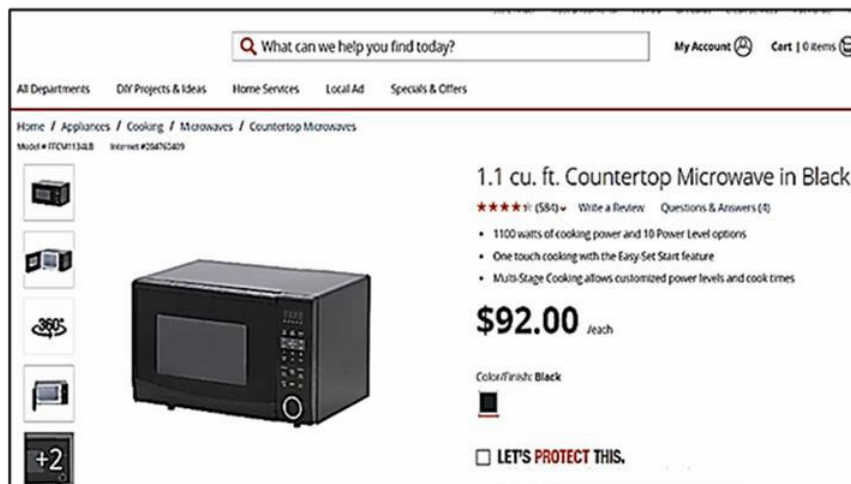 What can we help you find today?
My Account
Cart | 0 items
All Departments DIY Projects & Ideas Home Services Local Ad Specials & Offers
Home / Appliances / Cooking / Microwaves / Countertop Microwaves
Model # FFCM1134LB Internet #204760409
1.1 cu. ft. Countertop Microwave in Black
(584) Write a Review Questions & Answers (4)
• 1100 watts of cooking power and 10 Power Level options
• One touch cooking with the Easy-Set Start feature
• Multi-Stage Cooking allows customized power levels and cook times
$92.00 /each
360°
Color/Finish: Black
+2
LET'S PROTECT THIS.